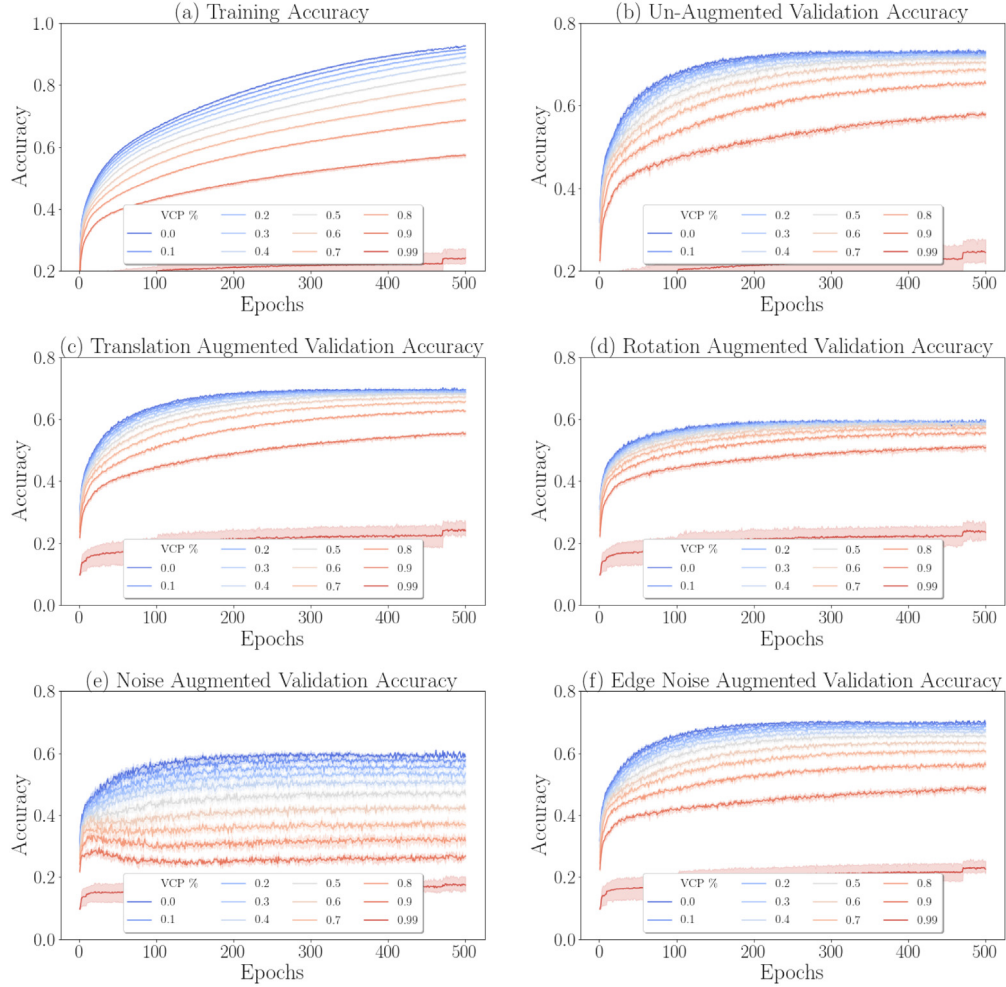 (a) Training Accuracy
1.0
0.8
0.6
0.4
0.2
Accuracy
VCP % 0.2 0.5 0.8
0.0 0.3 0.6 0.9
0.1 0.4 0.7 0.99
0 100 200 300 400 500
Epochs
(b) Un-Augmented Validation Accuracy
0.8
0.6
0.4
0.2
Accuracy
VCP % 0.2 0.5 0.8
0.0 0.3 0.6 0.9
0.1 0.4 0.7 0.99
0 100 200 300 400 500
Epochs
(c) Translation Augmented Validation Accuracy
0.8
0.6
0.4
0.2
0.0
Accuracy
VCP % 0.2 0.5 0.8
0.0 0.3 0.6 0.9
0.1 0.4 0.7 0.99
0 100 200 300 400 500
Epochs
(d) Rotation Augmented Validation Accuracy
0.8
0.6
0.4
0.2
0.0
Accuracy
VCP % 0.2 0.5 0.8
0.0 0.3 0.6 0.9
0.1 0.4 0.7 0.99
0 100 200 300 400 500
Epochs
(e) Noise Augmented Validation Accuracy
0.8
0.6
0.4
0.2
0.0
Accuracy
VCP % 0.2 0.5 0.8
0.0 0.3 0.6 0.9
0.1 0.4 0.7 0.99
0 100 200 300 400 500
Epochs
(f) Edge Noise Augmented Validation Accuracy
0.8
0.6
0.4
0.2
0.0
Accuracy
VCP % 0.2 0.5 0.8
0.0 0.3 0.6 0.9
0.1 0.4 0.7 0.99
0 100 200 300 400 500
Epochs